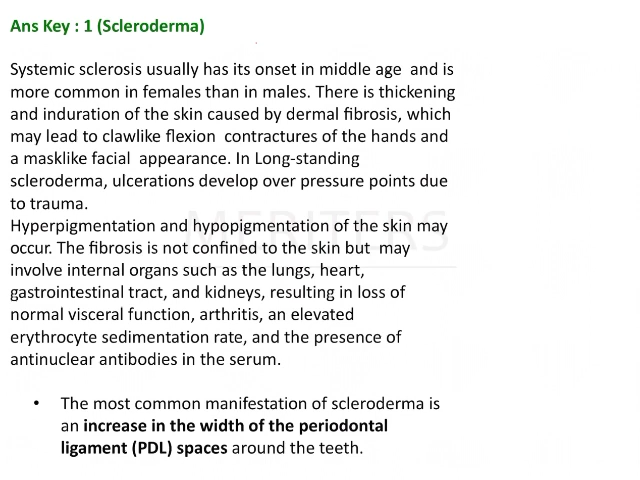 Ans Key : 1 (Scleroderma)
Systemic sclerosis usually has its onset in middle age and is
more common in females than in males. There is thickening
and induration of the skin caused by dermal fibrosis, which
may lead to clawlike flexion contractures of the hands and
a masklike facial appearance. In Long-standing
scleroderma, ulcerations develop over pressure points due
to trauma.
Hyperpigmentation and hypopigmentation of the skin may
occur. The fibrosis is not confined to the skin but may
involve internal organs such as the lungs, heart,
gastrointestinal tract, and kidneys, resulting in loss of
normal visceral function, arthritis, an elevated
erythrocyte sedimentation rate, and the presence of
antinuclear antibodies in the serum.
• The most common manifestation of scleroderma is
an increase in the width of the periodontal
ligament (PDL) spaces around the teeth.
MERITERS